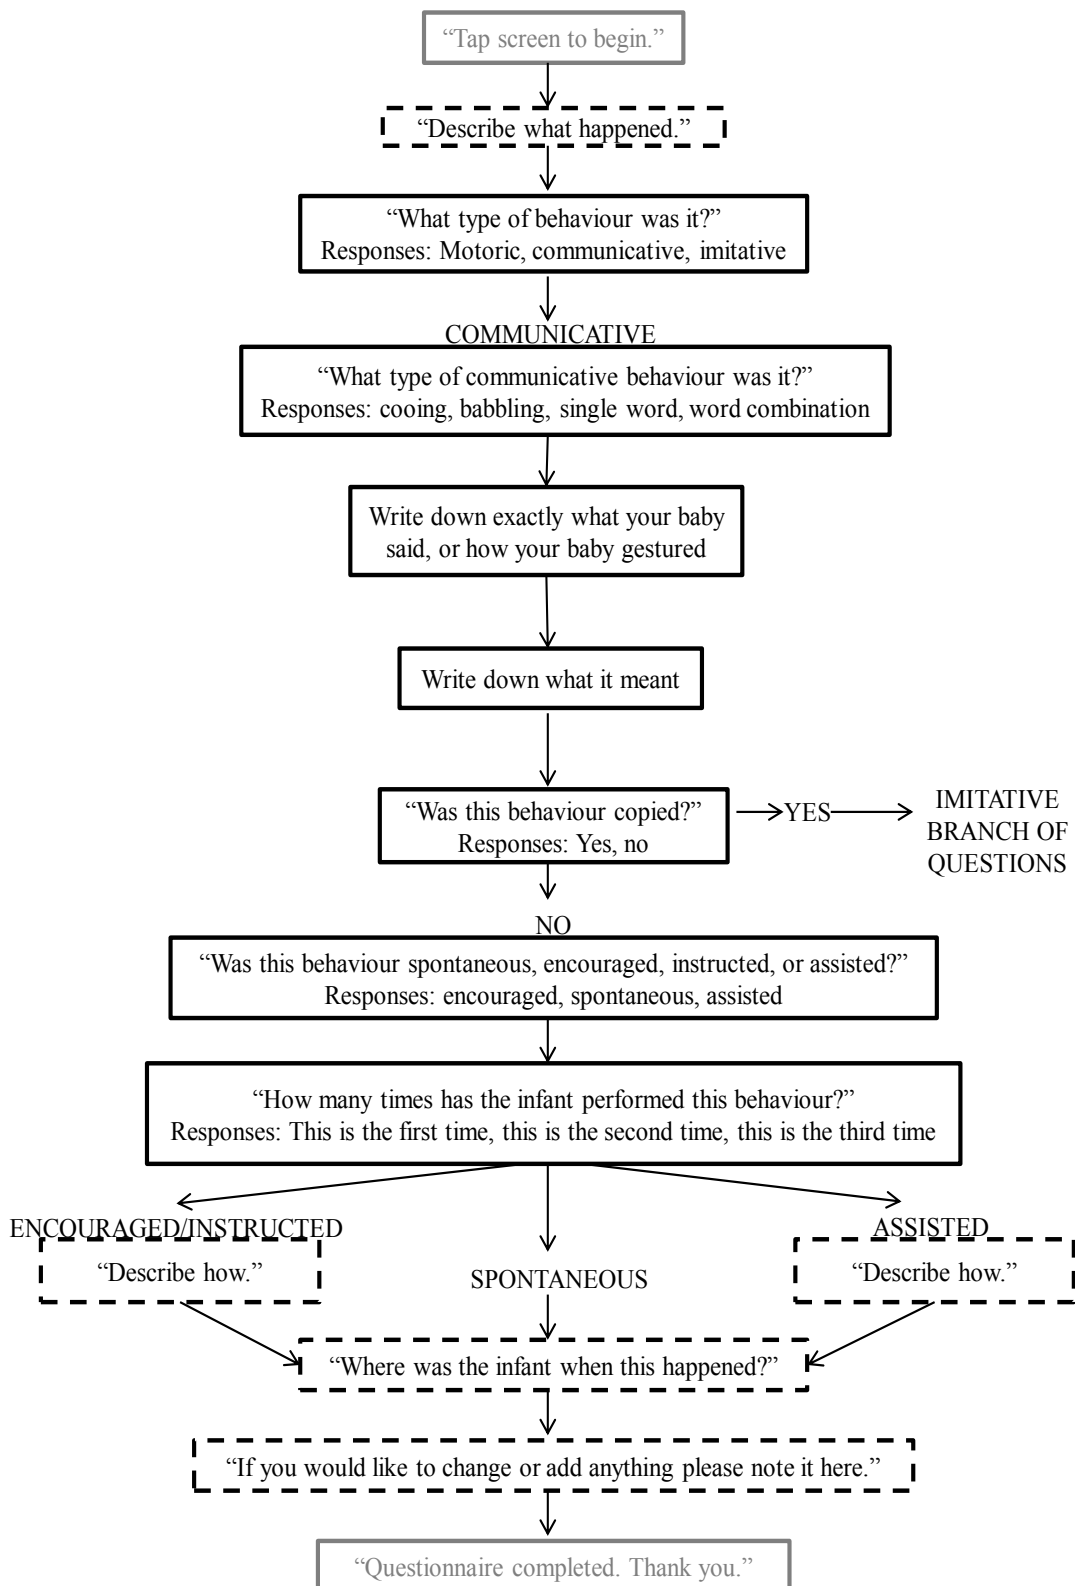 “Tap screen to begin.”
“Describe what happened.”
“What type of behaviour was it?”
Responses: Motoric, communicative, imitative
COMMUNICATIVE
“What type of communicative behaviour was it?”
Responses: cooing, babbling, single word, word combination
Write down exactly what your baby
said, or how your baby gestured
Write down what it meant
“Was this behaviour copied?”
Responses: Yes, no
YES
IMITATIVE
BRANCH OF
QUESTIONS
NO
“Was this behaviour spontaneous, encouraged, instructed, or assisted?”
Responses: encouraged, spontaneous, assisted
“How many times has the infant performed this behaviour?”
Responses: This is the first time, this is the second time, this is the third time
ENCOURAGED/INSTRUCTED
“Describe how.”
SPONTANEOUS
ASSISTED
“Describe how.”
“Where was the infant when this happened?”
“If you would like to change or add anything please note it here.”
“Questionnaire completed. Thank you.”